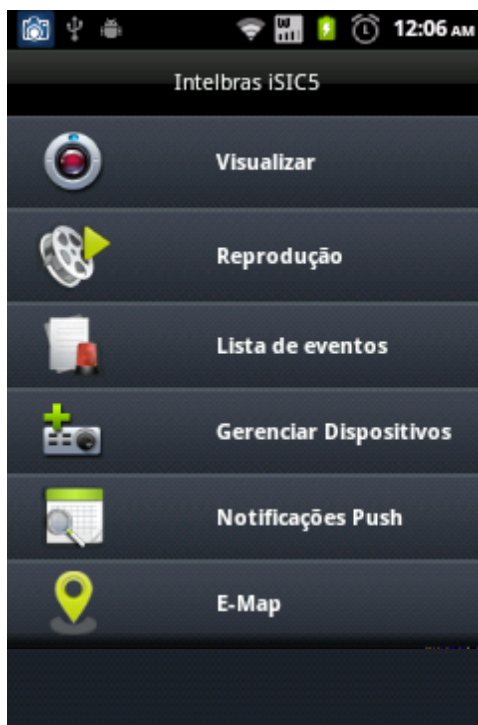 12:06 AM
Intelbras iSIC5
Visualizar
Reprodução
Lista de eventos
Gerenciar Dispositivos
Notificações Push
E-Map